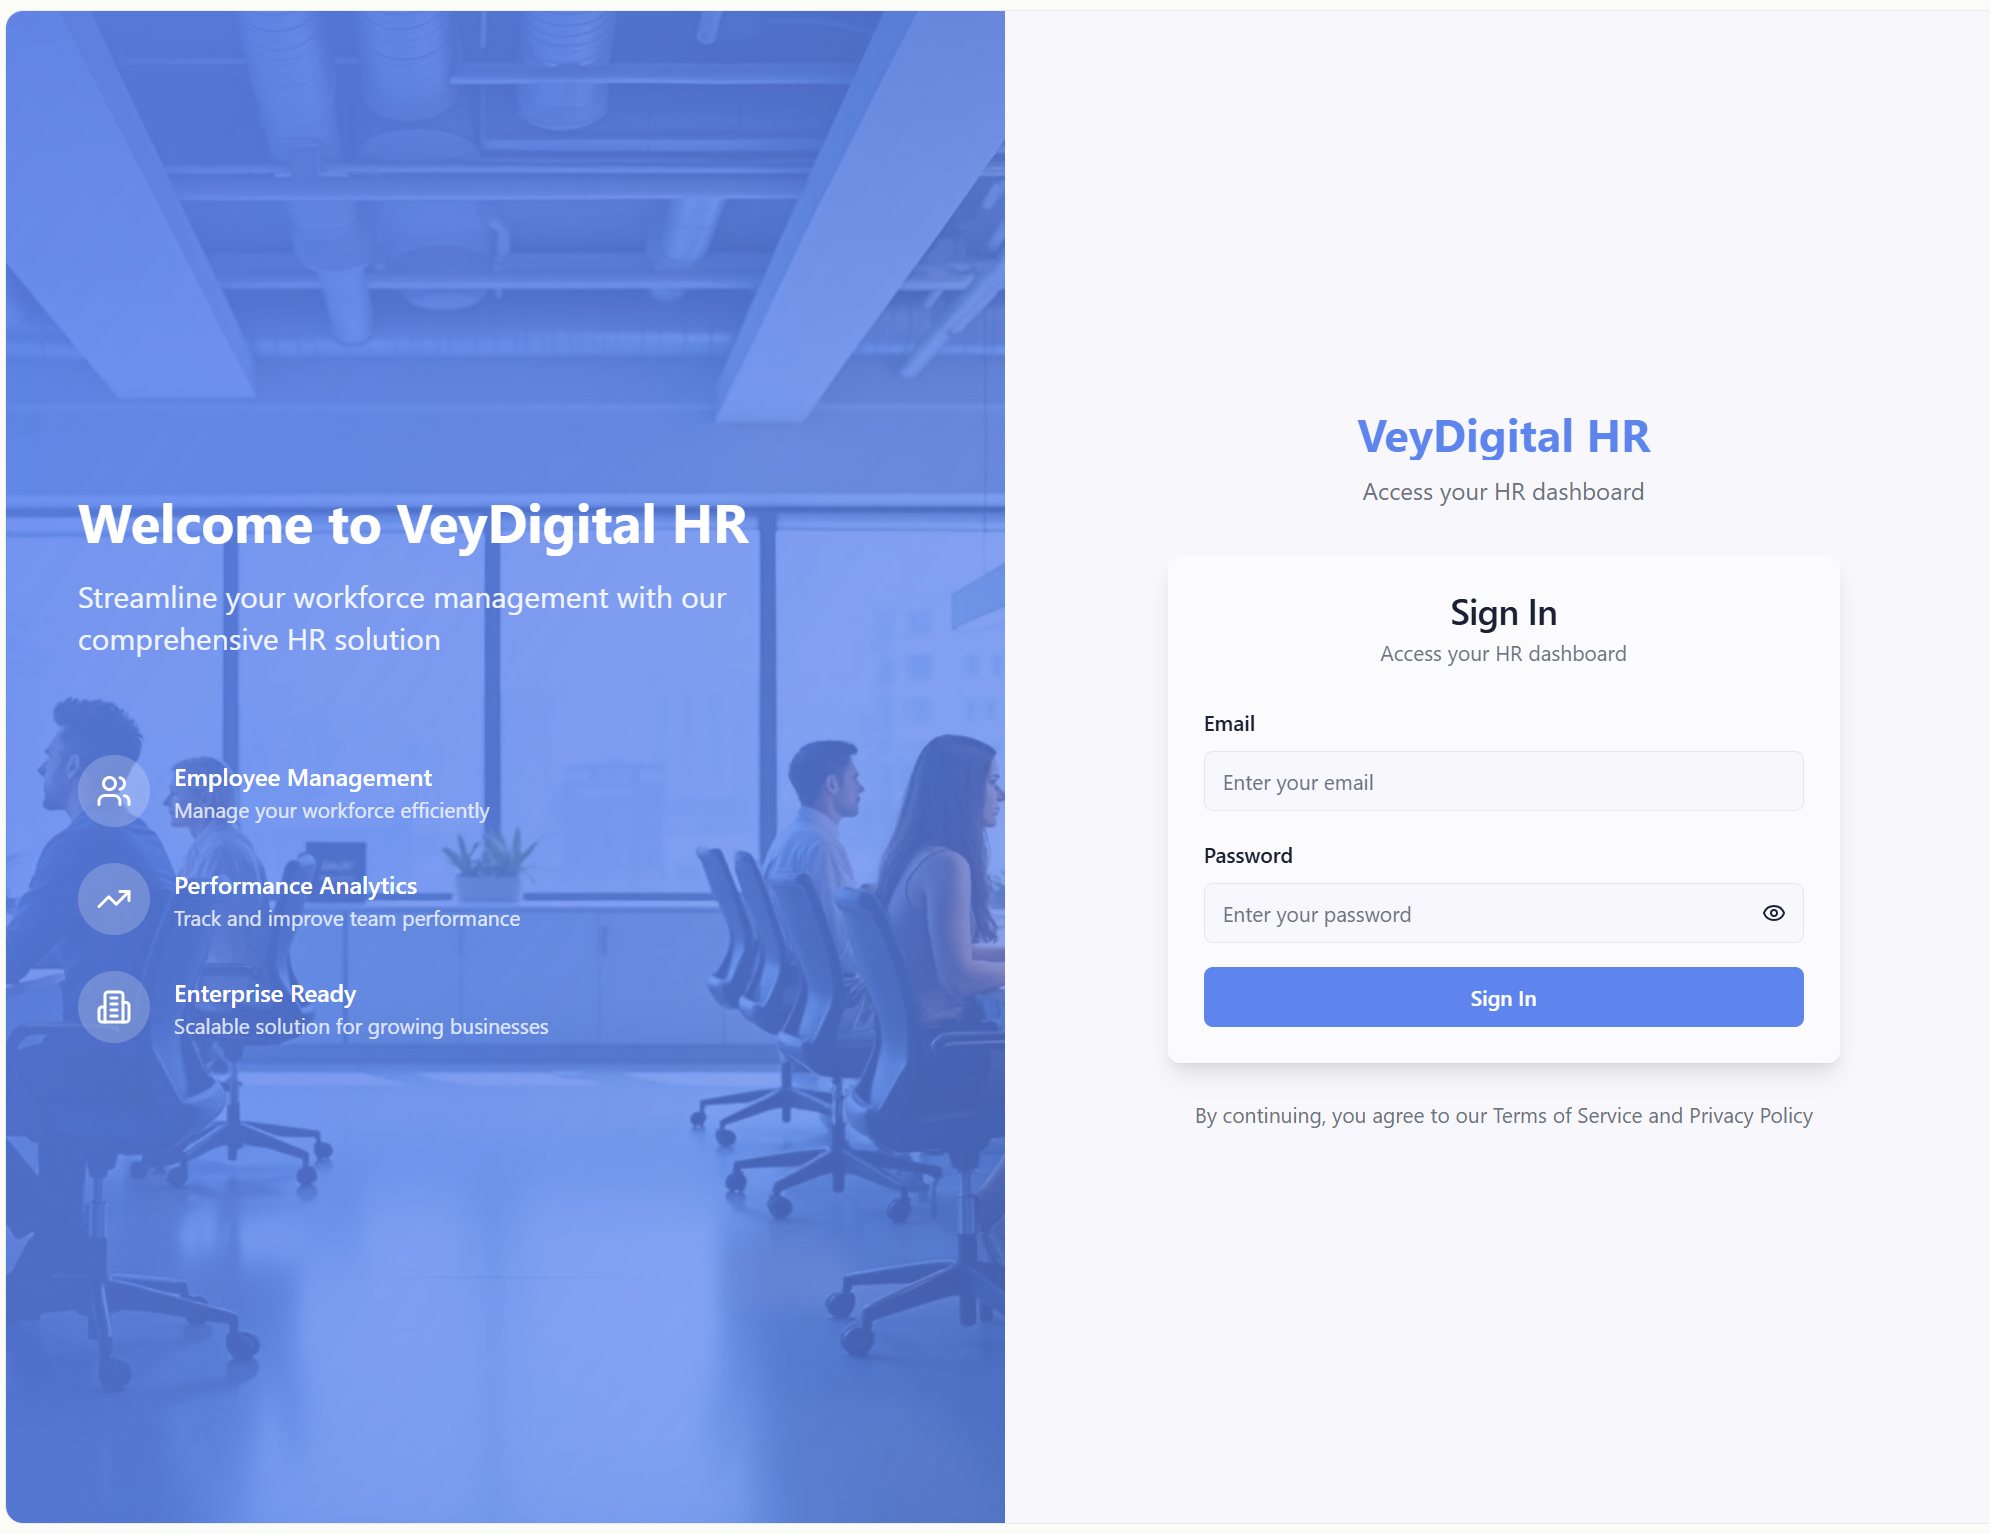 Welcome to VeyDigital HR
Streamline your workforce management with our
comprehensive HR solution
Employee Management
Manage your workforce efficiently
Performance Analytics
Track and improve team performance
Enterprise Ready
Scalable solution for growing businesses
VeyDigital HR
Access your HR dashboard
Sign In
Access your HR dashboard
Email
Enter your email
Password
Enter your password
Sign In
By continuing, you agree to our Terms of Service and Privacy Policy